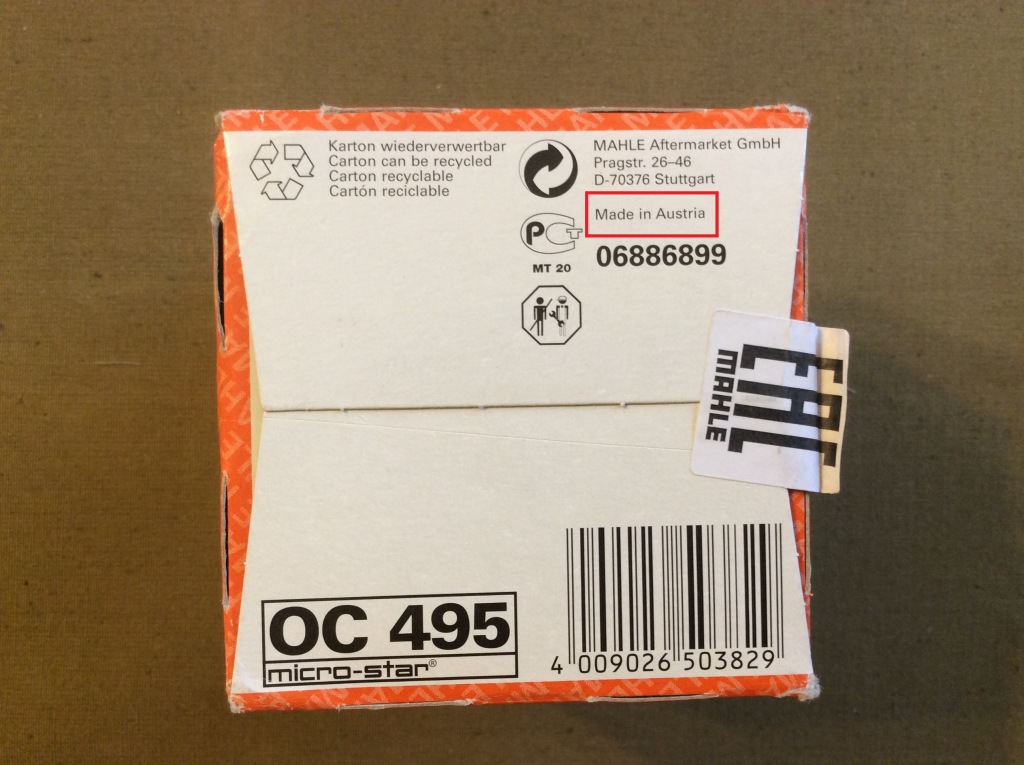 Karton wiederverwertbar
Carton can be recycled
Carton recyclable
Cartón reciclable
MAHLE Aftermarket GmbH
Pragstr. 26–46
D-70376 Stuttgart
Made in Austria
06886899
РСТ
MT 20
EAC
MAHLE
OC 495
micro-star®
4 009026 503829